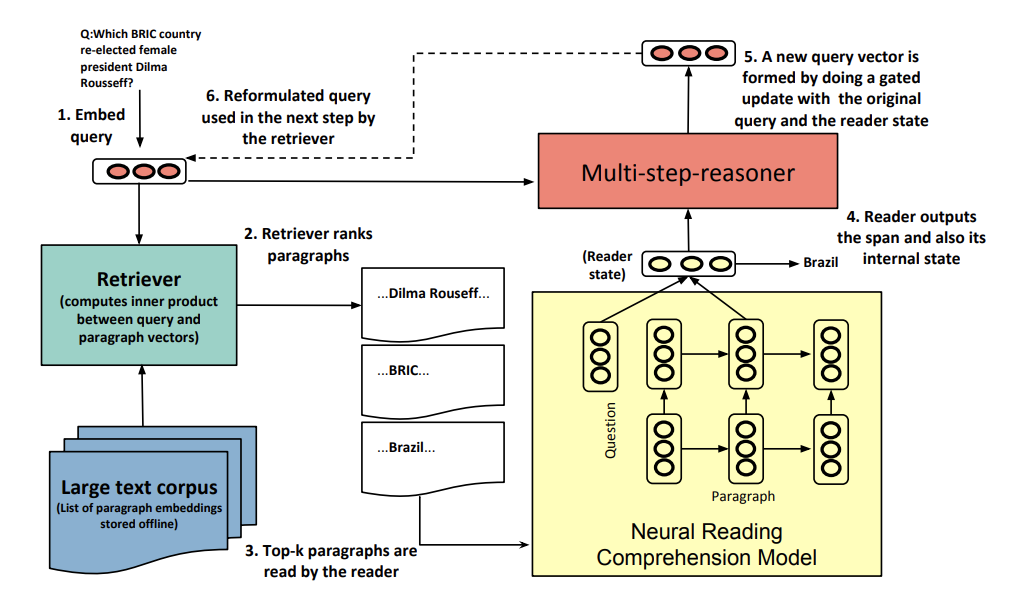 Q:Which BRIC country
re-elected female
president Dilma
Rousseff?
1. Embed
query
6. Reformulated query
used in the next step by
the retriever
5. A new query vector is
formed by doing a gated
update with the original
query and the reader state
Multi-step-reasoner
4. Reader outputs
the span and also its
internal state
(Reader
state)
Brazil
2. Retriever ranks
paragraphs
Retriever
(computes inner product
between query and
paragraph vectors)
...Dilma Rouseff...
...BRIC...
...Brazil...
Large text corpus
(List of paragraph embeddings
stored offline)
3. Top-k paragraphs are
read by the reader
Question
Paragraph
Neural Reading
Comprehension Model